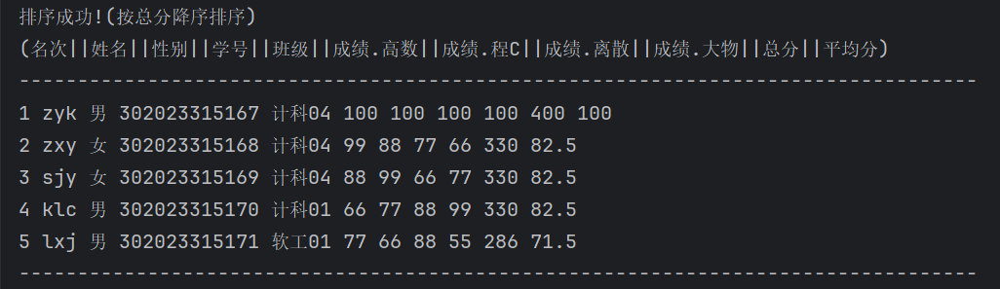 排序成功!(按总分降序排序)
(名次||姓名||性别||学号||班级||成绩.高数||成绩.程C||成绩.离散||成绩.大物||总分||平均分)
----------------------------------------------------------------------------------
1 zyk 男 302023315167 计科04 100 100 100 100 400 100
2 zxy 女 302023315168 计科04 99 88 77 66 330 82.5
3 sjy 女 302023315169 计科04 88 99 66 77 330 82.5
4 klc 男 302023315170 计科01 66 77 88 99 330 82.5
5 lxj 男 302023315171 软工01 77 66 88 55 286 71.5
----------------------------------------------------------------------------------